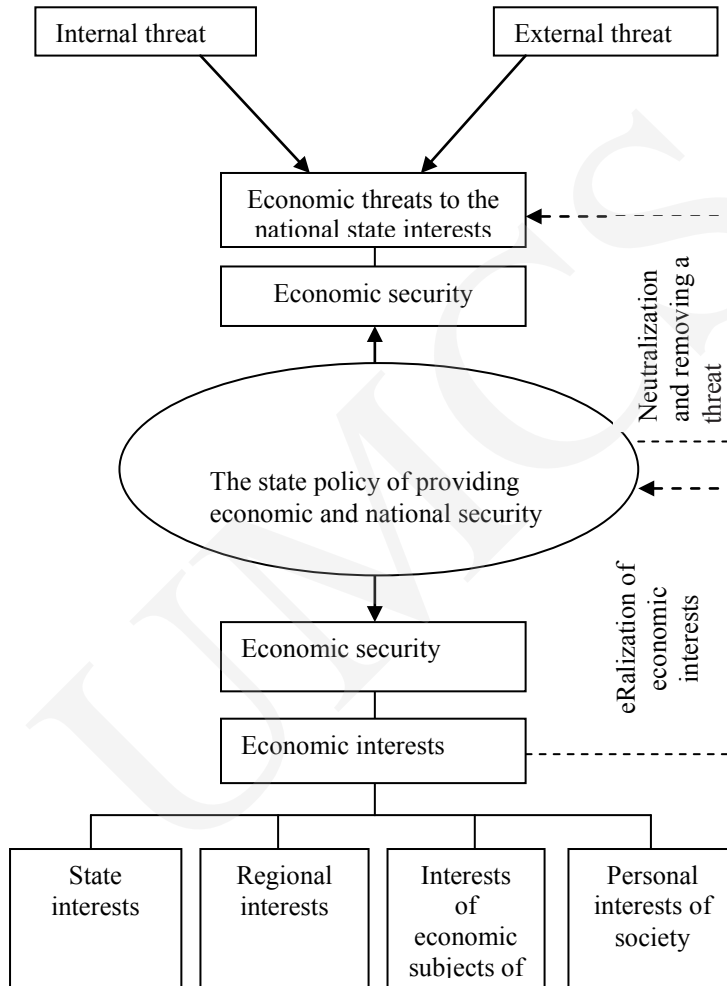 Internal threat
External threat
Economic threats to the
national state interests
Economic security
Neutralization
and removing a
threat
The state policy of providing
economic and national security
eRalization of
economic
interests
Economic security
Economic interests
State
interests
Regional
interests
Interests
of
economic
subjects of
Personal
interests of
society
UMCS